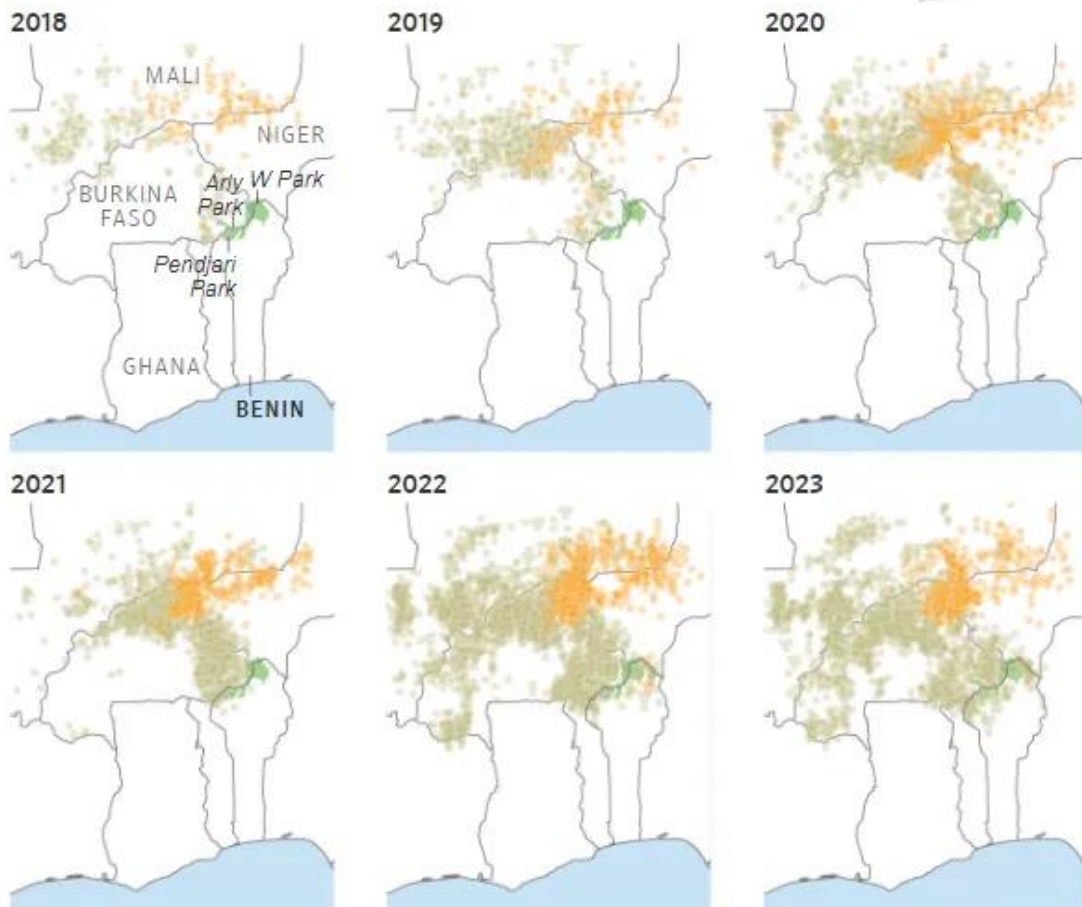 2018
2019
2020
MALI
NIGER
BURKINA
FASO
Arly
Park
W Park
Pendjari
Park
GHANA
BENIN
2021
2022
2023